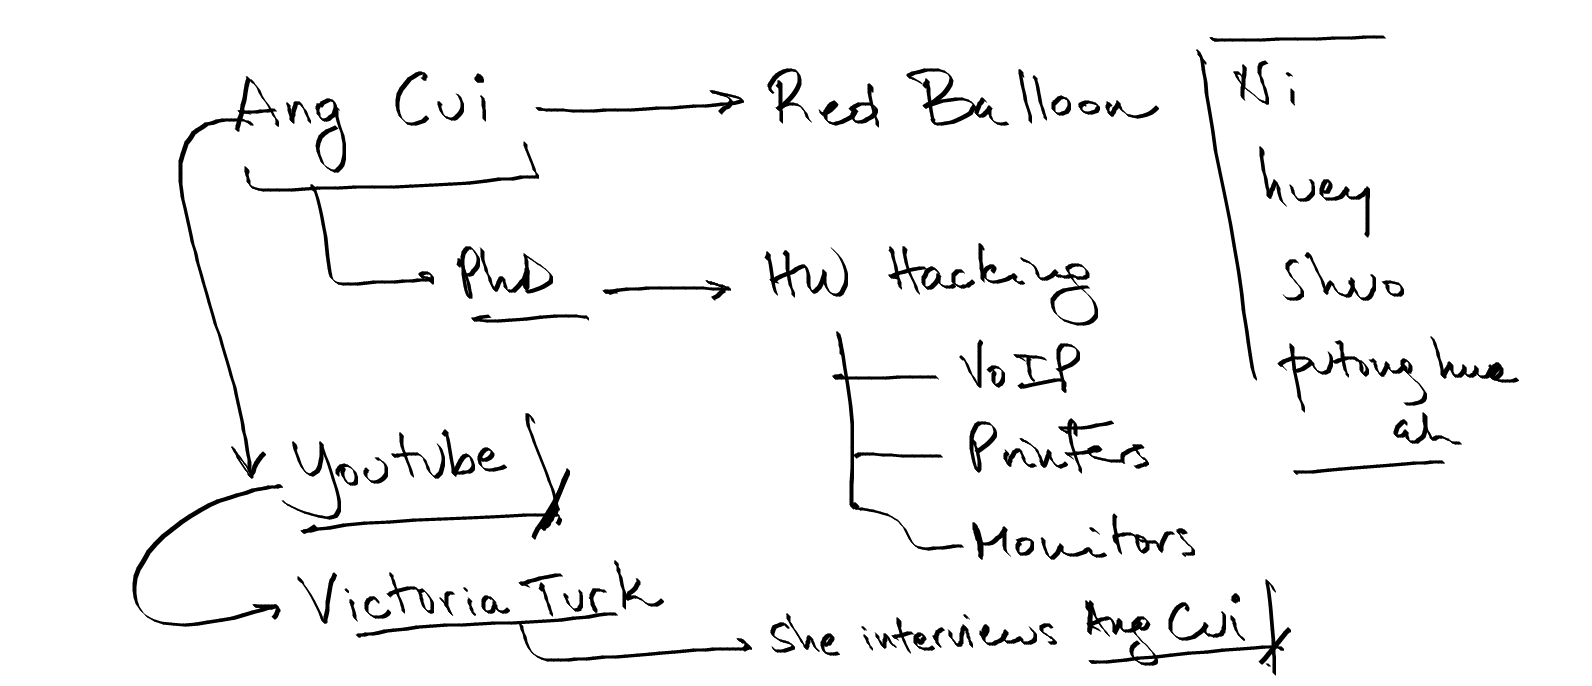 Ang Cui → Red Balloon
PhD → HW Hacking
VoIP
Printers
Monitors
Youtube
Victoria Turk
She interviews Ang Cui
Ni
huey
shuo
putong hua
ah